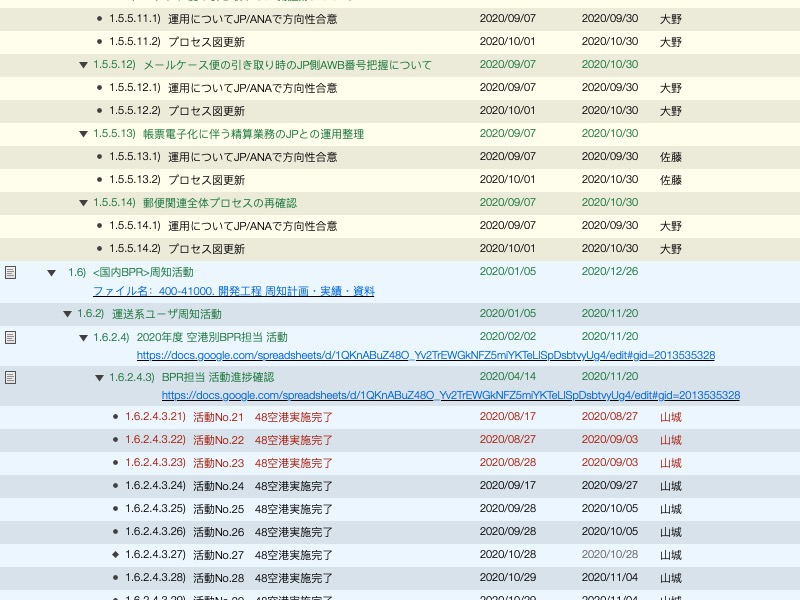 1.5.5.11.1) 運用についてJP/ANAで方向性合意 2020/09/07 2020/09/30 大野
1.5.5.11.2) プロセス図更新 2020/10/01 2020/10/30 大野
1.5.5.12) メールケース便の引き取り時のJP側AWB番号把握について 2020/09/07 2020/10/30
1.5.5.12.1) 運用についてJP/ANAで方向性合意 2020/09/07 2020/09/30 大野
1.5.5.12.2) プロセス図更新 2020/10/01 2020/10/30 大野
1.5.5.13) 帳票電子化に伴う精算業務のJPとの運用整理 2020/09/07 2020/10/30
1.5.5.13.1) 運用についてJP/ANAで方向性合意 2020/09/07 2020/09/30 佐藤
1.5.5.13.2) プロセス図更新 2020/10/01 2020/10/30 佐藤
1.5.5.14) 郵便関連全体プロセスの再確認 2020/09/07 2020/10/30
1.5.5.14.1) 運用についてJP/ANAで方向性合意 2020/09/07 2020/09/30 大野
1.5.5.14.2) プロセス図更新 2020/10/01 2020/10/30 大野
1.6) <国内BPR>周知活動 2020/01/05 2020/12/26
ファイル名: 400-41000. 開発工程 周知計画・実績・資料
1.6.2) 運送系ユーザ周知活動 2020/01/05 2020/11/20
1.6.2.4) 2020年度 空港別BPR担当 活動 2020/02/02 2020/11/20
https://docs.google.com/spreadsheets/d/1QKnABuZ48O_Yv2TrEWGkNFZ5miYKTeLlSpDsbtvyUg4/edit#gid=2013535328
1.6.2.4.3) BPR担当 活動進捗確認 2020/04/14 2020/11/20
https://docs.google.com/spreadsheets/d/1QKnABuZ48O_Yv2TrEWGkNFZ5miYKTeLlSpDsbtvyUg4/edit#gid=2013535328
1.6.2.4.3.21) 活動No.21 48空港実施完了 2020/08/17 2020/08/27 山城
1.6.2.4.3.22) 活動No.22 48空港実施完了 2020/08/27 2020/09/03 山城
1.6.2.4.3.23) 活動No.23 48空港実施完了 2020/08/28 2020/09/03 山城
1.6.2.4.3.24) 活動No.24 48空港実施完了 2020/09/17 2020/09/27 山城
1.6.2.4.3.25) 活動No.25 48空港実施完了 2020/09/28 2020/10/05 山城
1.6.2.4.3.26) 活動No.26 48空港実施完了 2020/09/28 2020/10/05 山城
1.6.2.4.3.27) 活動No.27 48空港実施完了 2020/10/28 2020/10/28 山城
1.6.2.4.3.28) 活動No.28 48空港実施完了 2020/10/29 2020/11/04 山城